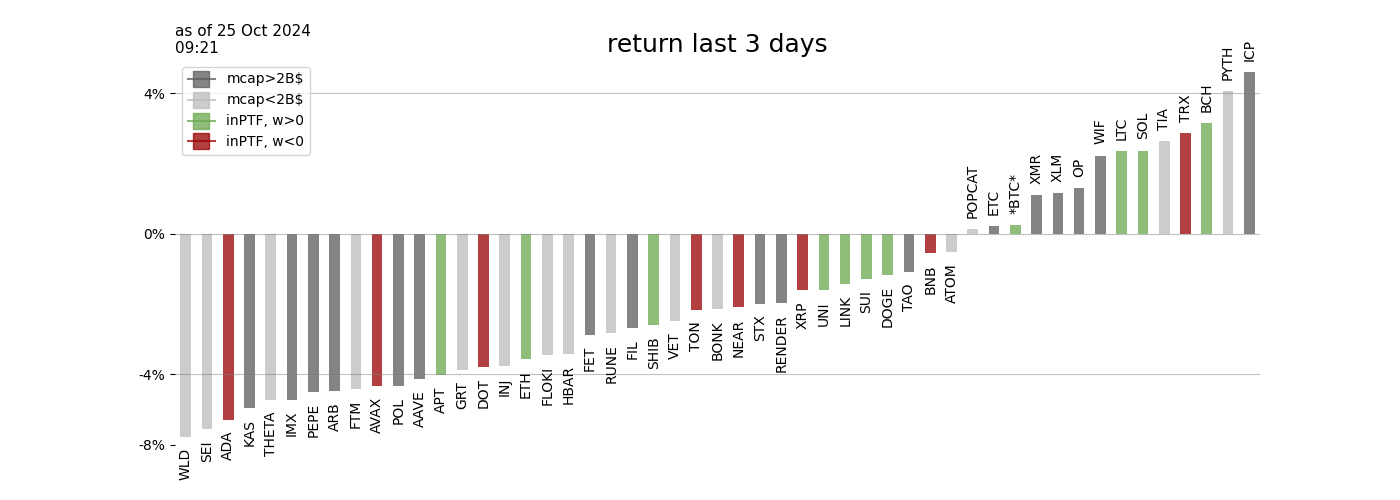 as of 25 Oct 2024
09:21
return last 3 days
mcap>2B$
mcap<2B$
inPTF, w>0
inPTF, w<0
4%
0%
-4%
-8%
WLD
SEI
ADA
KAS
THETA
IMX
PEPE
ARB
FTM
AVAX
POL
AAVE
APT
GRT
DOT
INJ
ETH
FLOKI
HBAR
FET
RUNE
FIL
SHIB
VET
TON
BONK
NEAR
STX
RENDER
XRP
UNI
LINK
SUI
DOGE
TAO
BNB
ATOM
POPCAT
ETC
*BTC*
XMR
XLM
OP
WIF
LTC
SOL
TIA
TRX
BCH
PYTH
ICP